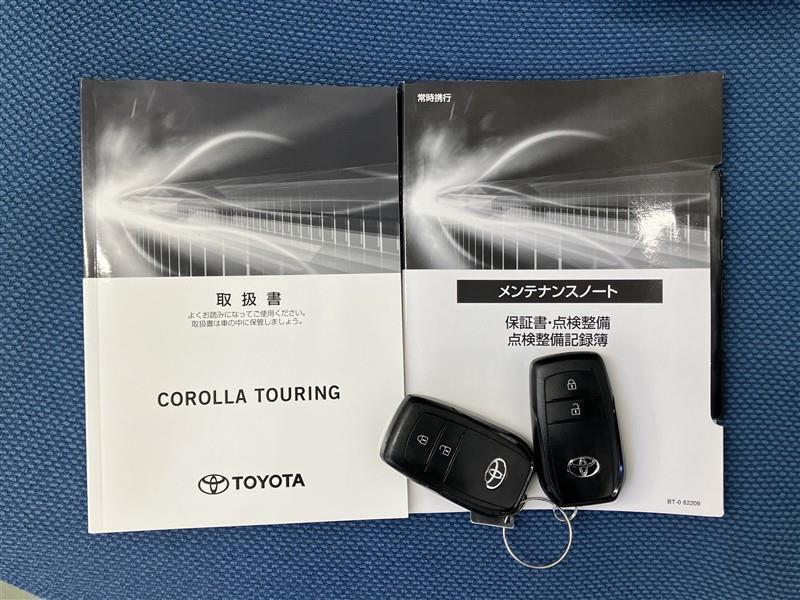 取扱書
よくお読みになってご使用ください。
取扱書は車の中に保管しましょう。
COROLLA TOURING
TOYOTA
常時携行
メンテナンスノート
保証書・点検整備
点検整備記録簿
BT-0 62209